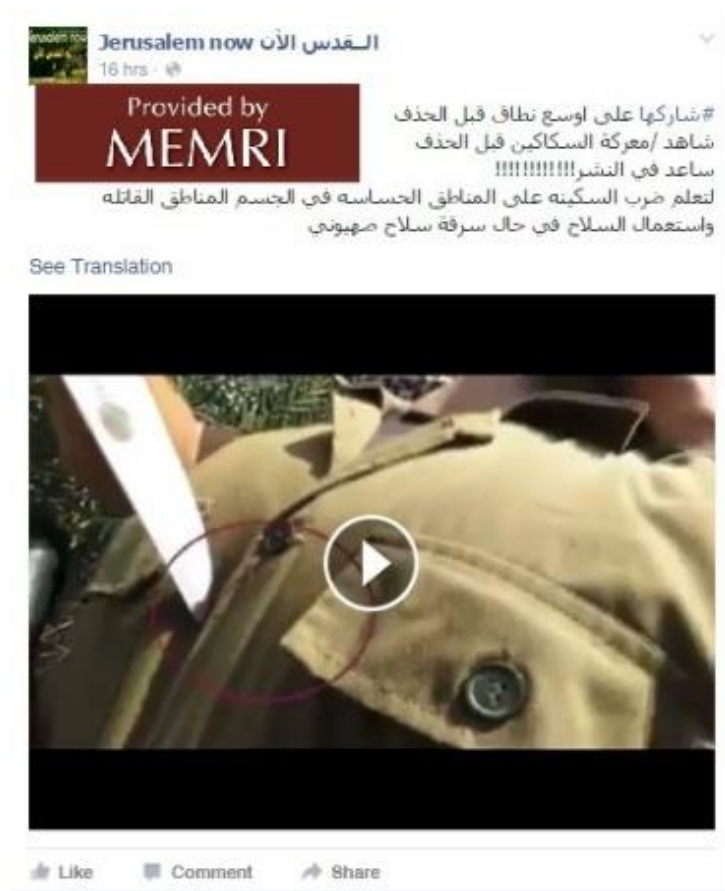 Jerusalem now الـقدس الآن
16 hrs
Provided by
MEMRI
#شاركها على اوسع نطاق قبل الحذف
شاهد /معركة السكاكين قبل الحذف
ساعد في النشر!!!!!!!!!!!!
لتعلم ضرب السكينه على المناطق الحساسه في الجسم المناطق القاتله
واستعمال السلاح في حال سرقة سلاح صهيوني
See Translation
Like Comment Share